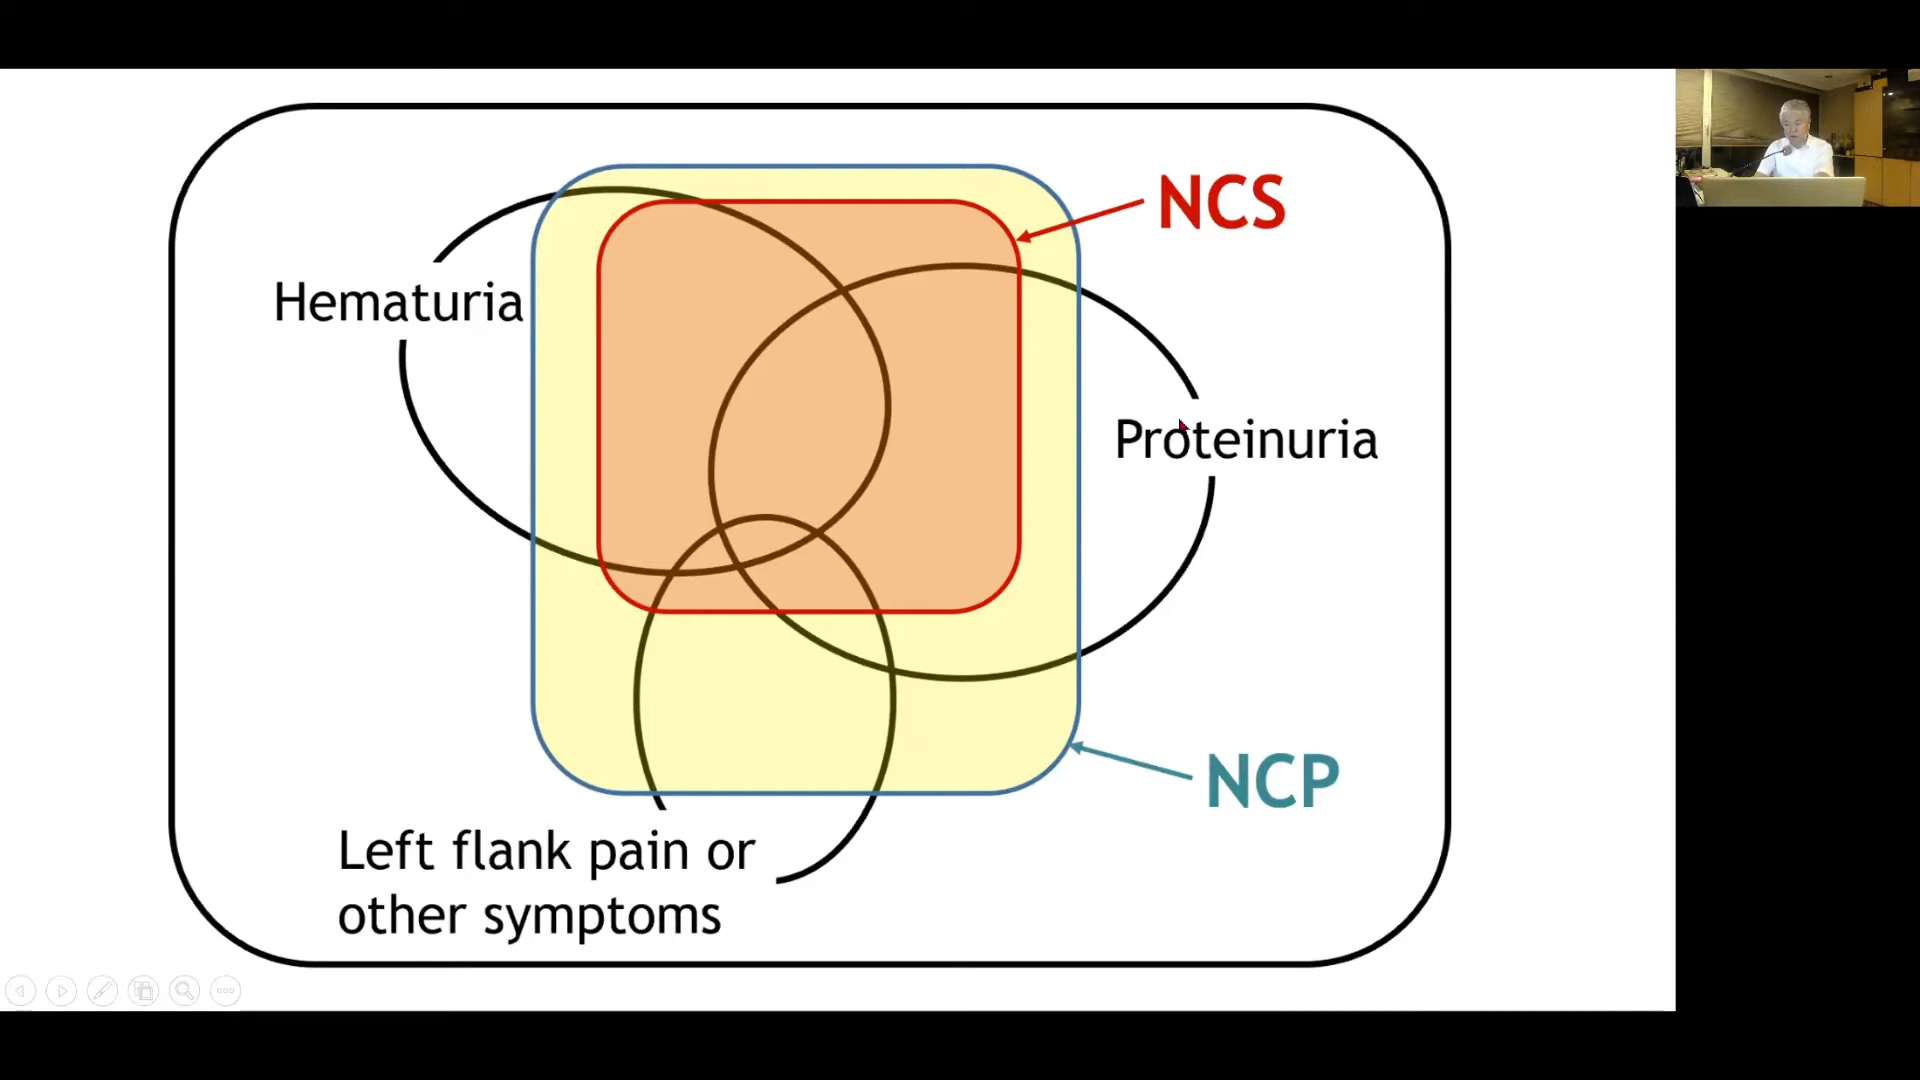 NCS
Hematuria
Proteinuria
NCP
Left flank pain or
other symptoms